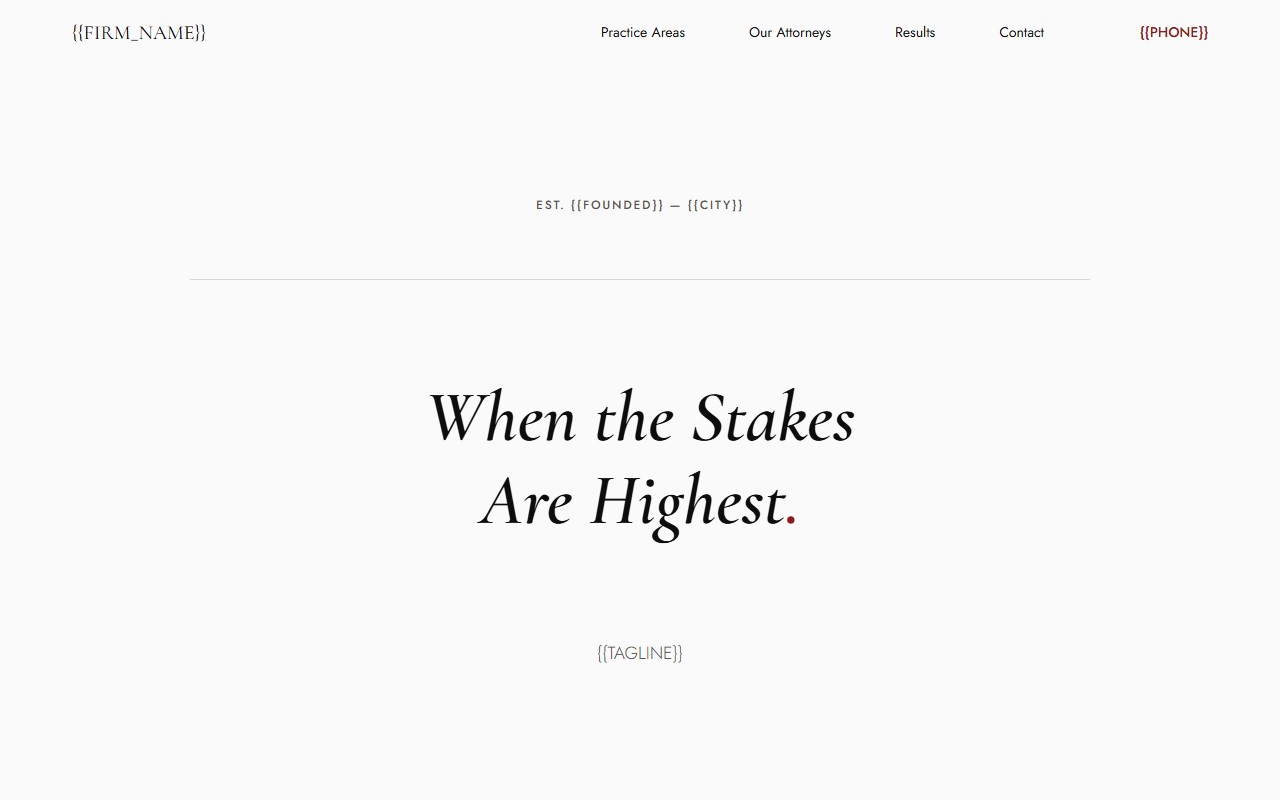 {{FIRM_NAME}}
Practice Areas
Our Attorneys
Results
Contact
{{PHONE}}
EST. {{FOUNDED}} — {{CITY}}
When the Stakes
Are Highest.
{{TAGLINE}}